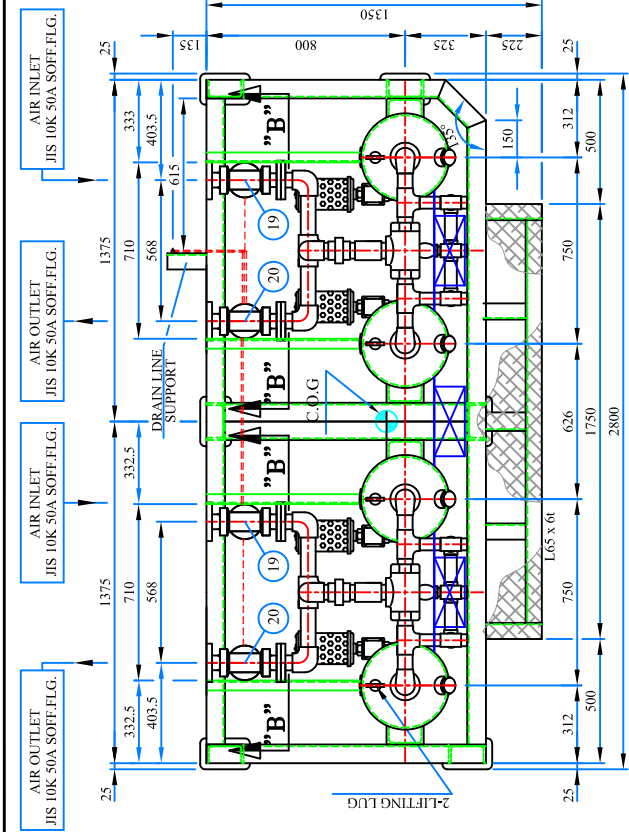 AIR OUTLET
JIS 10K 50A SOFF.FLG.
AIR INLET
JIS 10K 50A SOFF.FLG.
AIR OUTLET
JIS 10K 50A SOFF.FLG.
AIR INLET
JIS 10K 50A SOFF.FLG.
25
1375
1375
25
332.5
710
332.5
710
333
403.5
568
568
403.5
615
135
DRAIN LINE
SUPPORT
20
19
20
19
"B"
"B"
"B"
"B"
800
1350
C.O.G
2-LIFTING LUG
325
135°
150
225
L65 x 6t
25
312
750
626
750
312
25
500
1750
500
2800